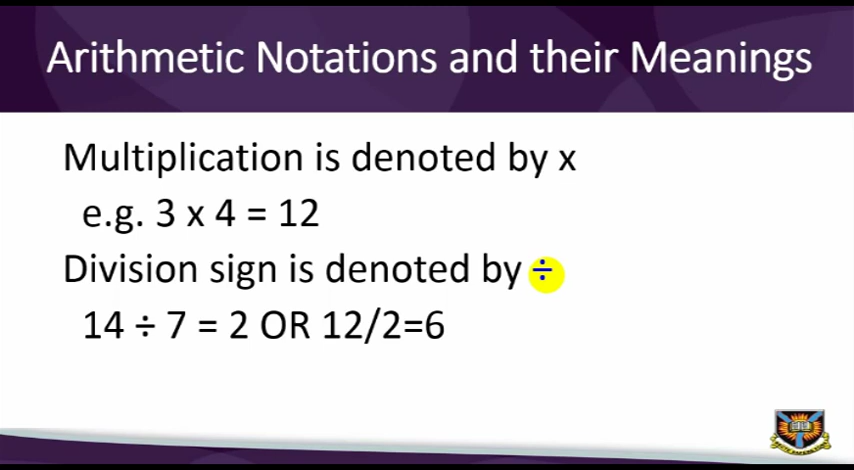 Arithmetic Notations and their Meanings
Multiplication is denoted by x
e.g. 3 x 4 = 12
Division sign is denoted by ÷
14 ÷ 7 = 2 OR 12/2=6